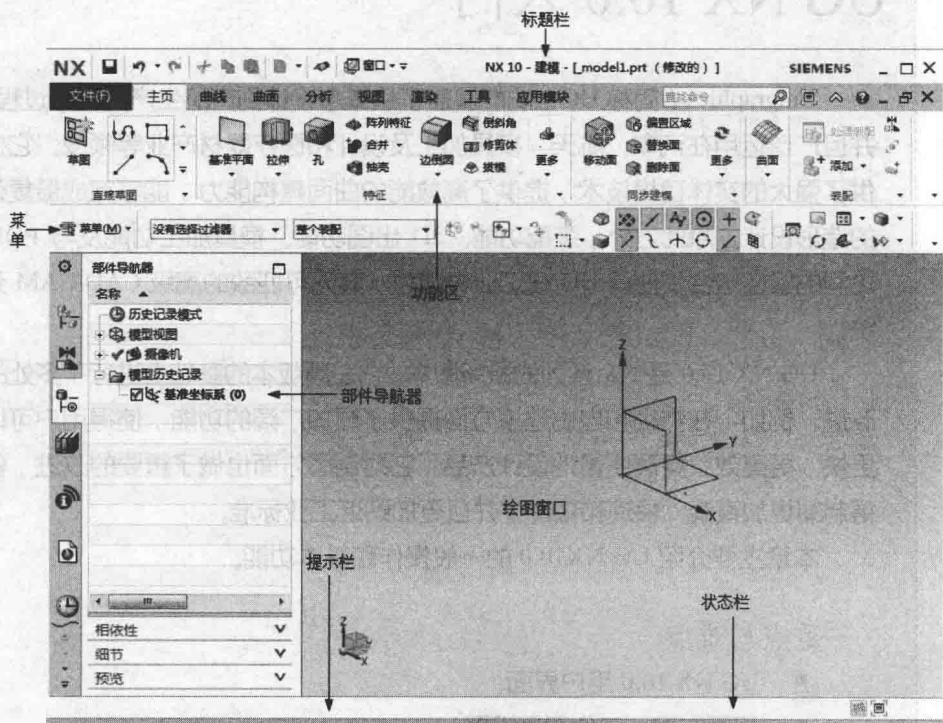 标题栏
NX 窗口 NX 10 - 建模 - [_model1.prt （修改的）] SIEMENS
文件(F) 主页 曲线 曲面 分析 视图 渲染 工具 应用模块 查找命令
草图
直接草图
基准平面 拉伸 孔
阵列特征
合并
抽壳
边倒圆
倒斜角
修剪体
拔模
更多
特征
移动面
偏置区域
替换面
删除面
更多
同步建模
曲面
添加
装配
菜单
菜单(M) 没有选择过滤器 整个装配
功能区
部件导航器
名称
历史记录模式
模型视图
摄像机
模型历史记录
基准坐标系 (0)
部件导航器
Z
Y
X
绘图窗口
提示栏
状态栏
相依性
细节
预览
Z
X